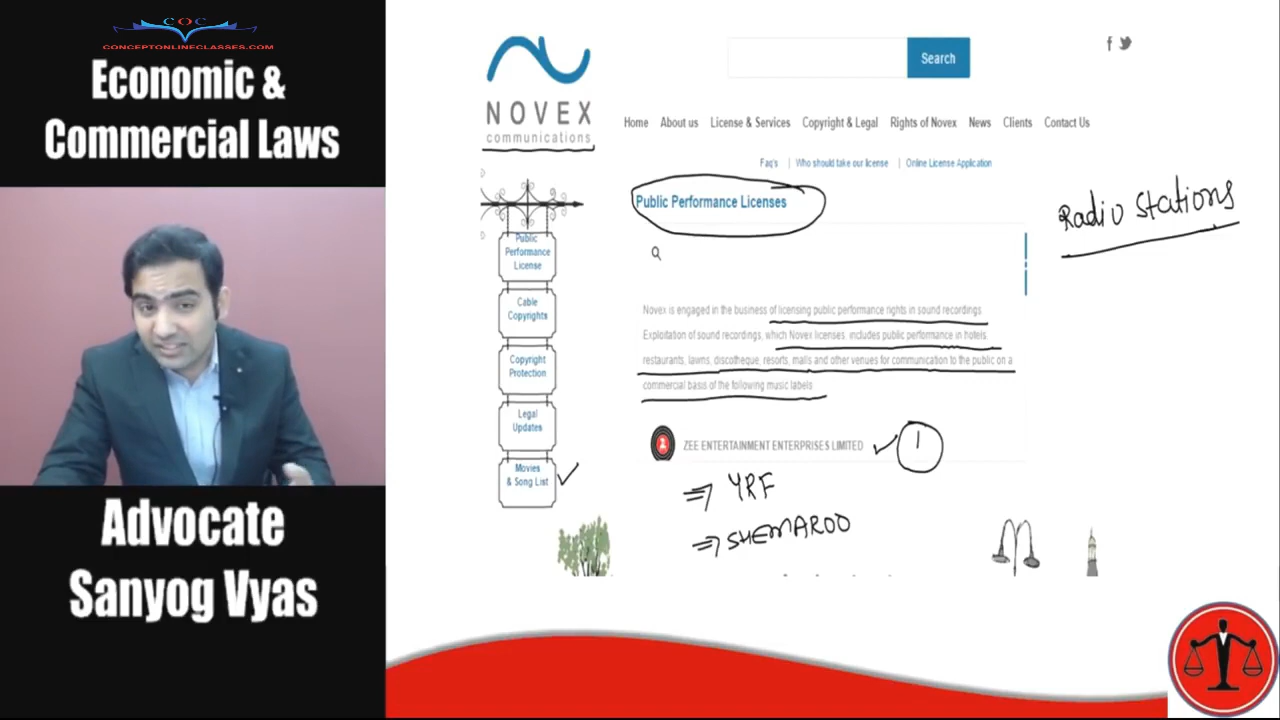 COC
CONCEPTONLINECLASSES.COM
Economic &
Commercial Laws
Advocate
Sanyog Vyas
NOVEX
communications
Search
Home About us License & Services Copyright & Legal Rights of Novex News Clients Contact Us
Faq's | Who should take our license | Online License Application
Public Performance Licenses
Radio Stations
Public
Performance
License
Cable
Copyrights
Copyright
Protection
Legal
Updates
Movies
& Song List
Novex is engaged in the business of licensing public performance rights in sound recordings.
Exploitation of sound recordings, which Novex licenses, includes public performance in hotels,
restaurants, lawns, discotheque, resorts, malls and other venues for communication to the public on a
commercial basis of the following music labels
ZEE ENTERTAINMENT ENTERPRISES LIMITED 1
⇒ YRF
⇒ SHEMAROO